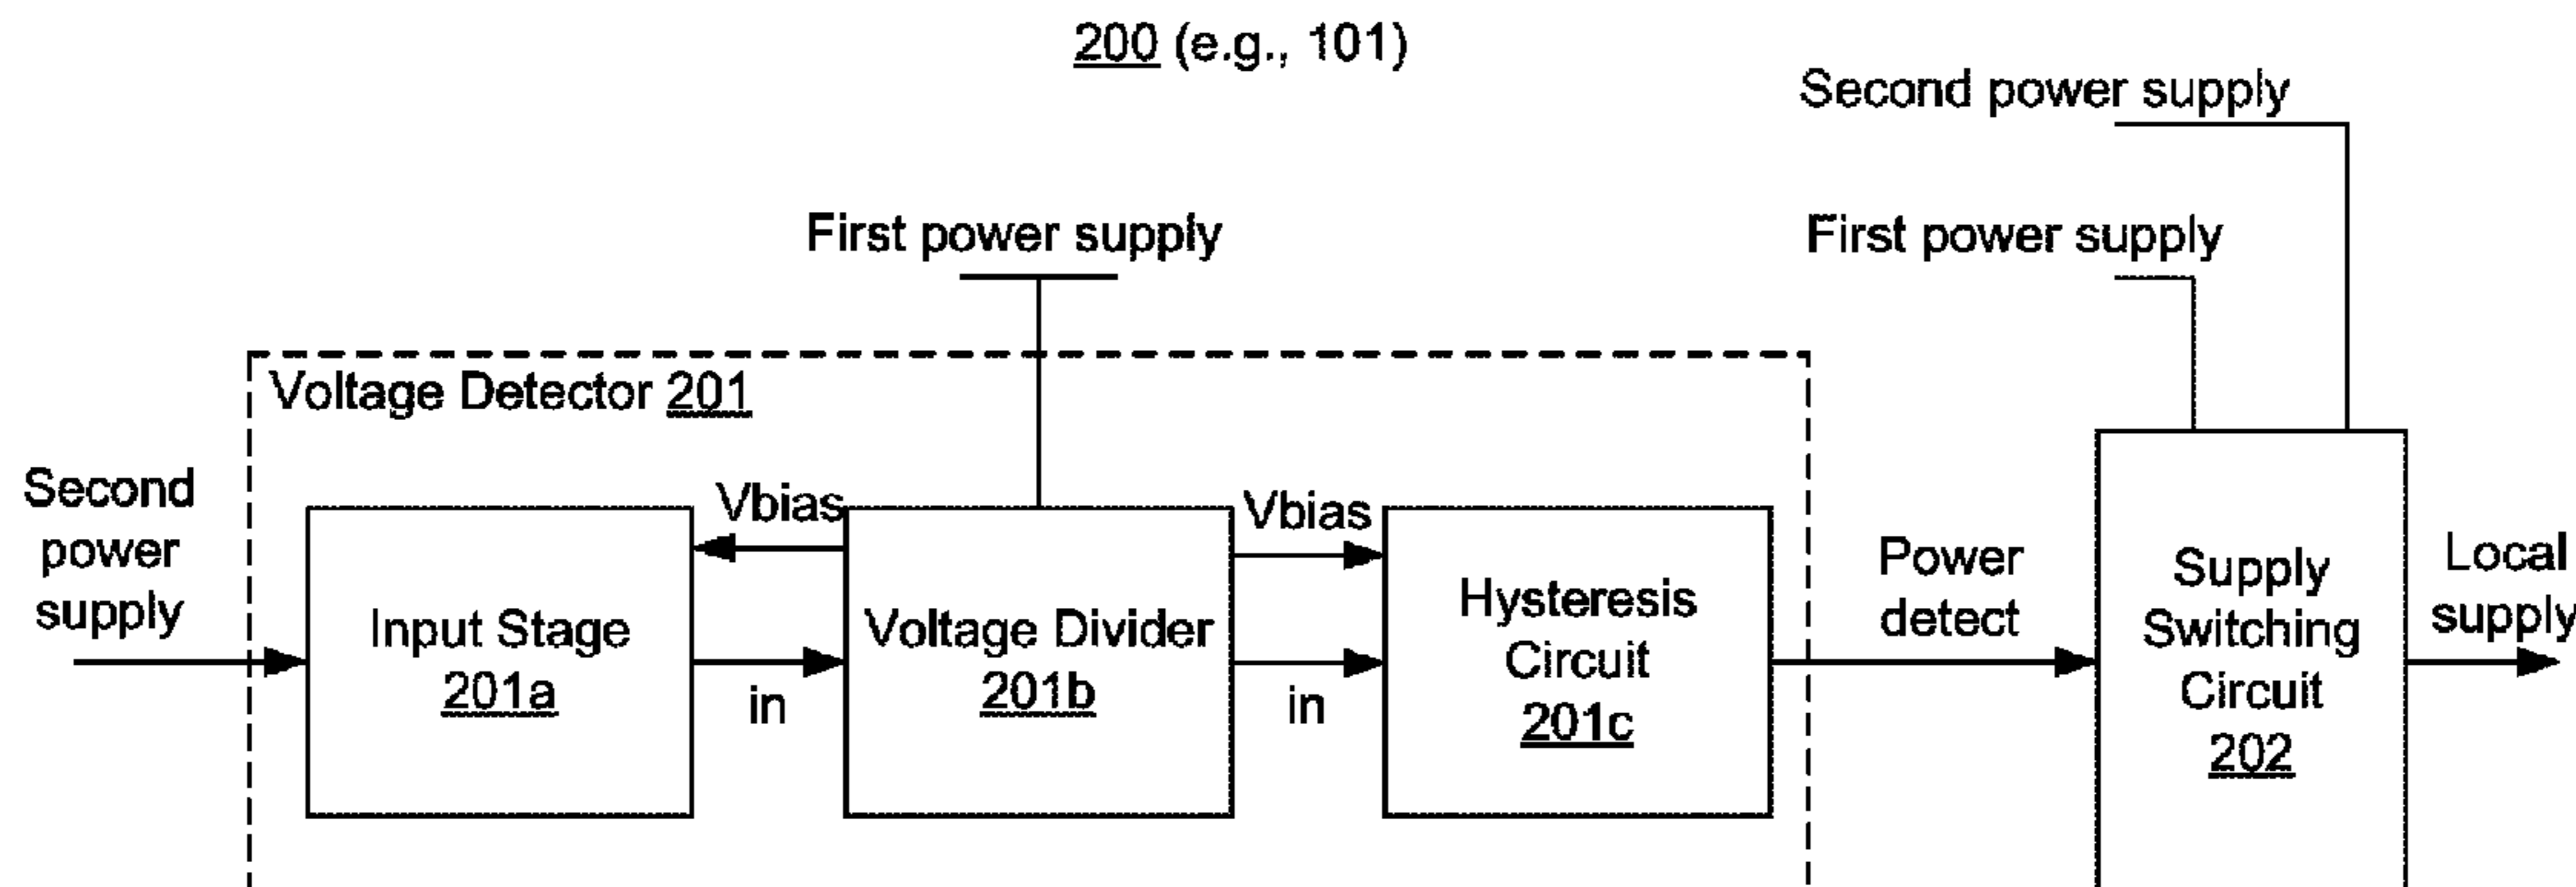 200 (e.g., 101)
Second power supply
First power supply
First power supply
Voltage Detector 201
Second
power
supply
Vbias
Vbias
Input Stage
201a
in
Voltage Divider
201b
in
Hysteresis
Circuit
201c
Power
detect
Supply
Switching
Circuit
202
Local
supply